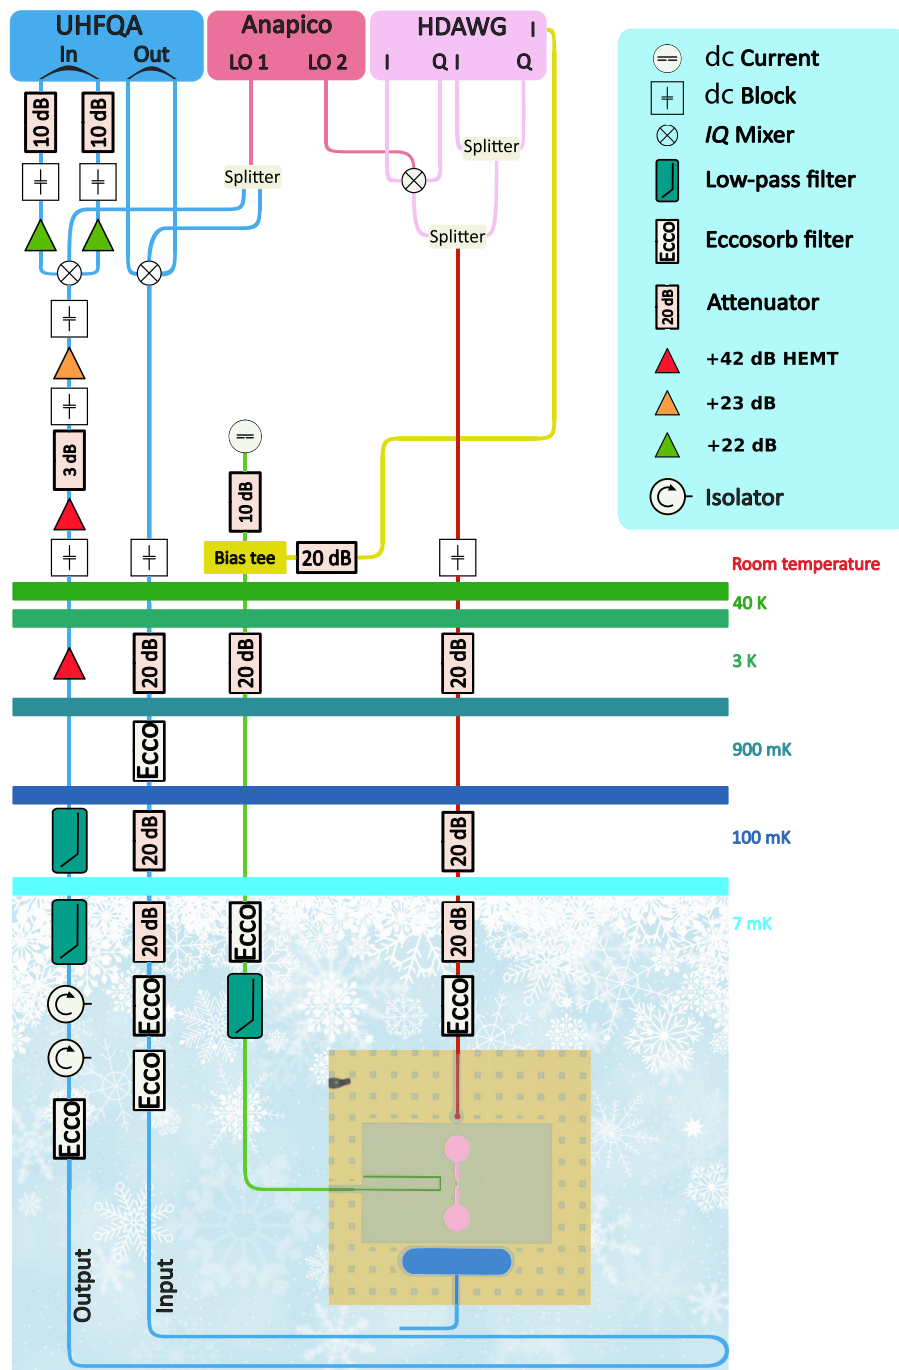 UHFQA
In
Out
Anapico
LO 1
LO 2
HDAWG
I
I
Q
I
Q
10 dB
10 dB
Splitter
Splitter
Splitter
3 dB
10 dB
Bias tee
20 dB
dc Current
dc Block
IQ Mixer
Low-pass filter
Ecco
Eccosorb filter
20 dB
Attenuator
+42 dB HEMT
+23 dB
+22 dB
Isolator
Room temperature
40 K
20 dB
20 dB
20 dB
3 K
Ecco
900 mK
20 dB
20 dB
100 mK
20 dB
Ecco
20 dB
7 mK
Ecco
Ecco
Ecco
Ecco
Output
Input